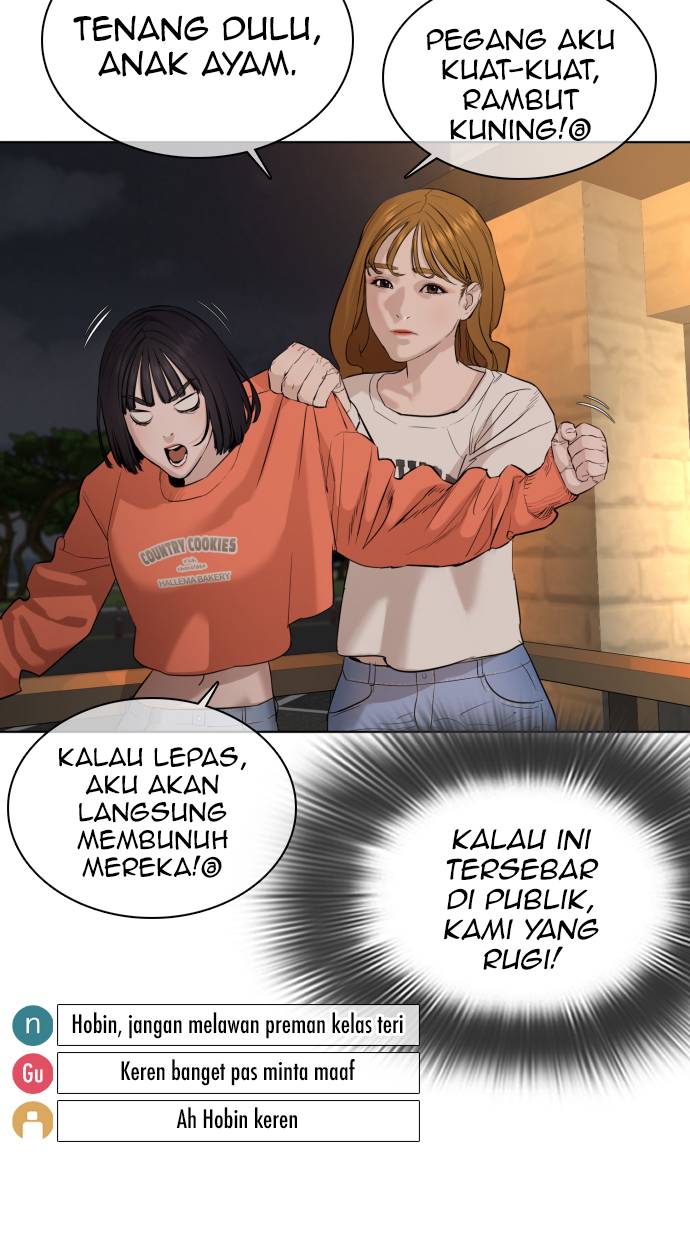 TENANG DULU,
ANAK AYAM.
PEGANG AKU
KUAT-KUAT,
RAMBUT
KUNING!@
COUNTRY COOKIES
HALLEMA BAKERY
KALAU LEPAS,
AKU AKAN
LANGSUNG
MEMBUNUH
MEREKA!@
KALAU INI
TERSEBAR
DI PUBLIK,
KAMI YANG
RUGI!
n Hobin, jangan melawan preman kelas teri
Gu Keren banget pas minta maaf
Ah Hobin keren